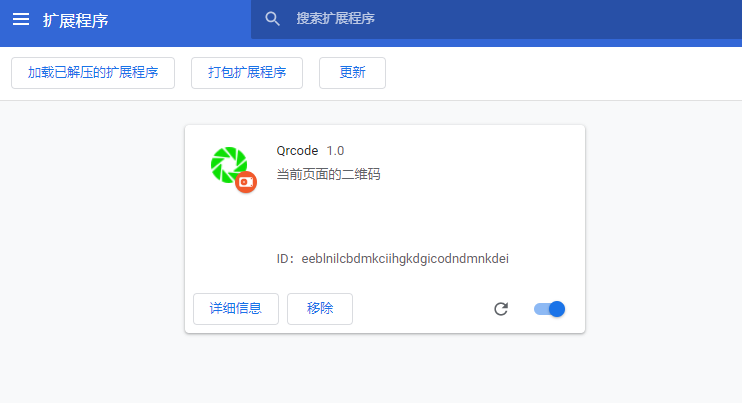 扩展程序
搜索扩展程序
加载已解压的扩展程序 打包扩展程序 更新
Qrcode 1.0
当前页面的二维码
ID：eeblnilcbdmkciihgkdgicodndmnkdei
详细信息 移除